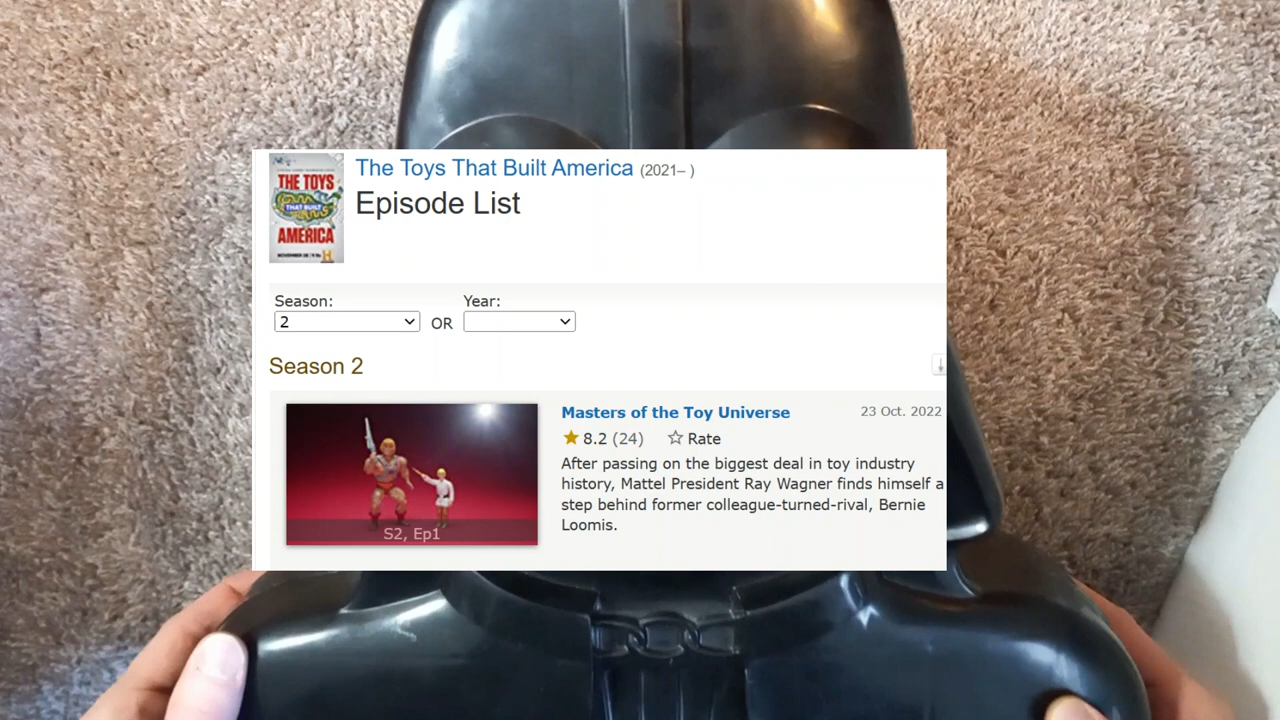 The Toys That Built America (2021– )
Episode List
THE TOYS
THAT BUILT
AMERICA
Season:
Year:
2
OR
Season 2
Masters of the Toy Universe
23 Oct. 2022
8.2 (24)
Rate
After passing on the biggest deal in toy industry
history, Mattel President Ray Wagner finds himself a
step behind former colleague-turned-rival, Bernie
Loomis.
S2, Ep1